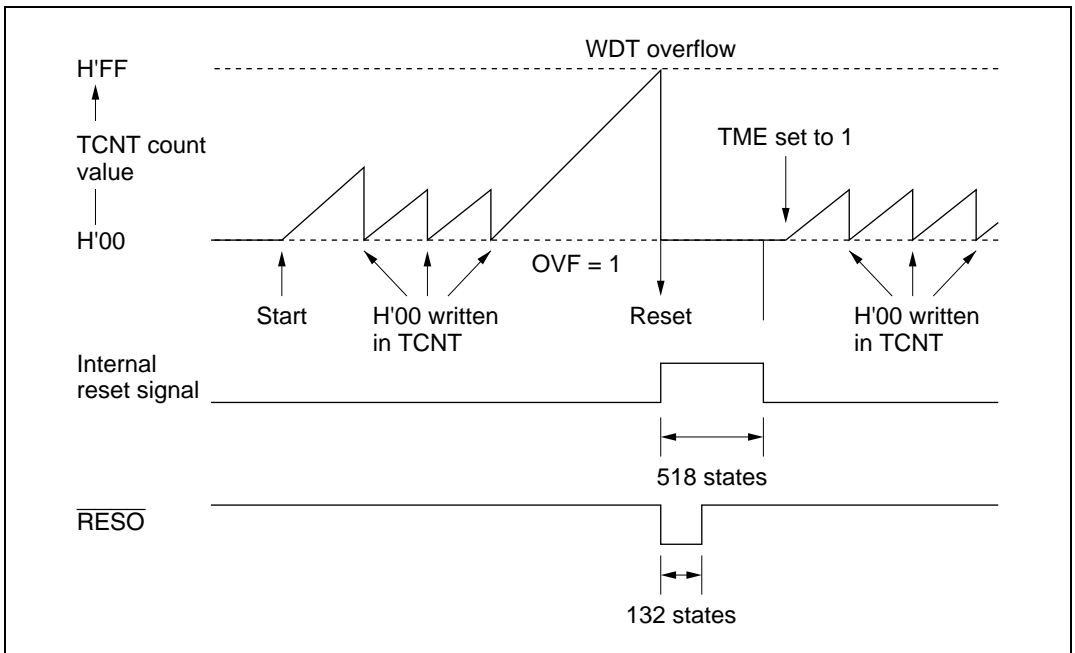 WDT overflow
H'FF
TCNT count
value
TME set to 1
H'00
OVF = 1
Start
H'00 written
in TCNT
Reset
H'00 written
in TCNT
Internal
reset signal
518 states
RESO
132 states